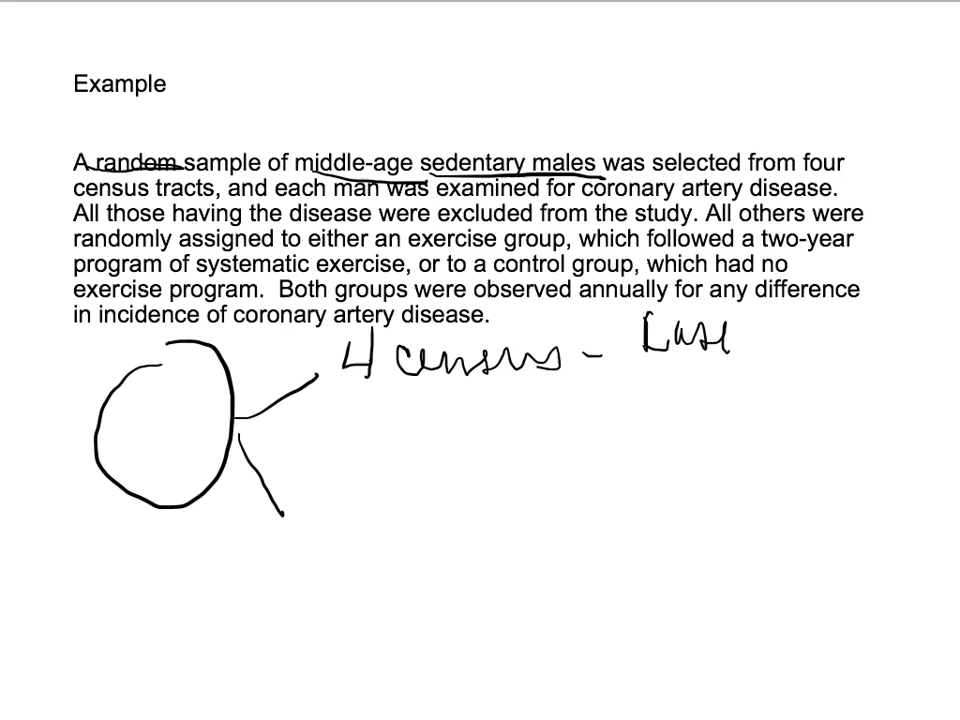 Example
A random sample of middle-age sedentary males was selected from four
census tracts, and each man was examined for coronary artery disease.
All those having the disease were excluded from the study. All others were
randomly assigned to either an exercise group, which followed a two-year
program of systematic exercise, or to a control group, which had no
exercise program.  Both groups were observed annually for any difference
in incidence of coronary artery disease.
4 census -